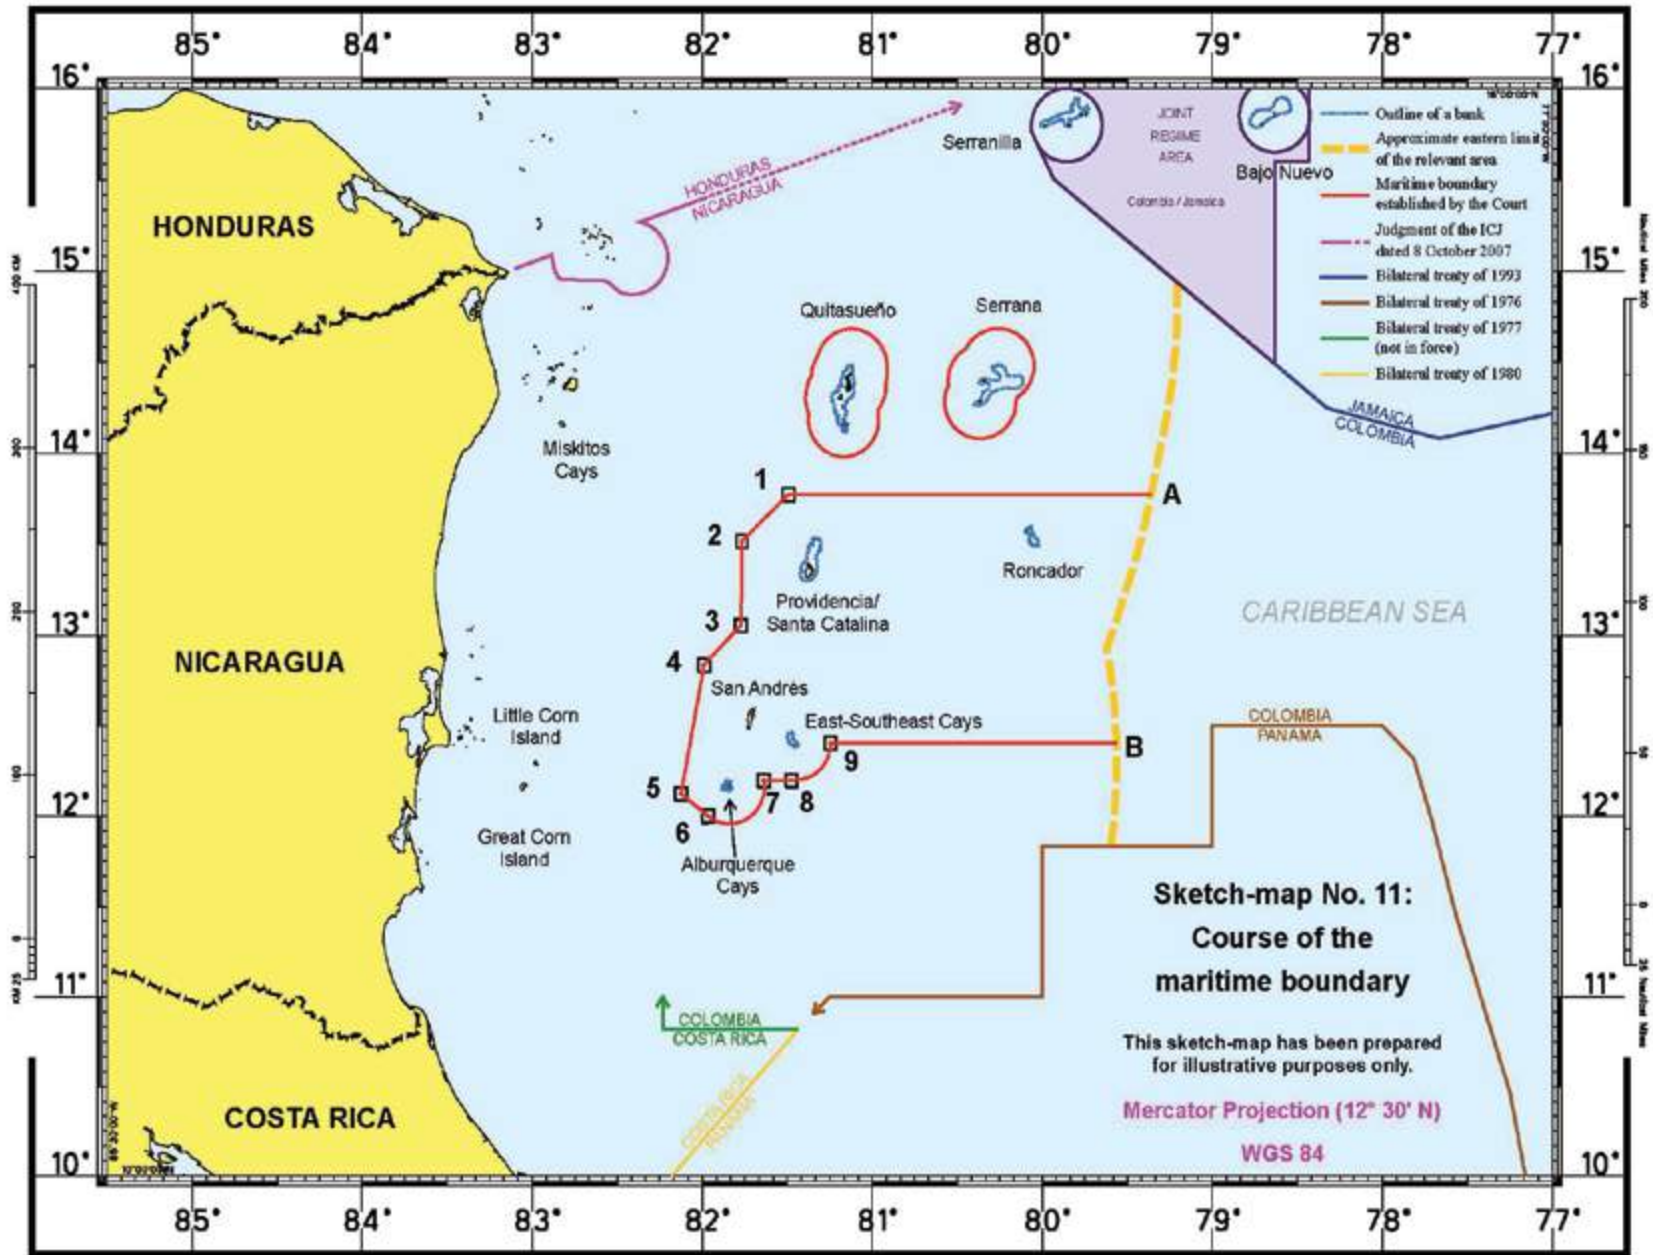 85° 84° 83° 82° 81° 80° 79° 78° 77°
16° 16°
Serranilla
JOINT
REGIME
AREA
Colombia / Jamaica
Bajo Nuevo
Outline of a bank
Approximate eastern limit
of the relevant area
Maritime boundary
established by the Court
Judgment of the ICJ
dated 8 October 2007
Bilateral treaty of 1993
Bilateral treaty of 1976
Bilateral treaty of 1977
(not in force)
Bilateral treaty of 1980
HONDURAS
NICARAGUA
HONDURAS
15° 15°
Quitasueño
Serrana
JAMAICA
COLOMBIA
14° 14°
Miskitos
Cays
1
A
2
Roncador
Providencia/
Santa Catalina
3
CARIBBEAN SEA
13° 13°
NICARAGUA
4
San Andrés
Little Corn
Island
East-Southeast Cays
COLOMBIA
PANAMA
9
B
5
7
8
12° 12°
6
Great Corn
Island
Alburquerque
Cays
Sketch-map No. 11:
Course of the
maritime boundary
11° 11°
COLOMBIA
COSTA RICA
This sketch-map has been prepared
for illustrative purposes only.
COSTA RICA
PANAMA
COSTA RICA
Mercator Projection (12° 30' N)
WGS 84
10° 10°
85° 84° 83° 82° 81° 80° 79° 78° 77°